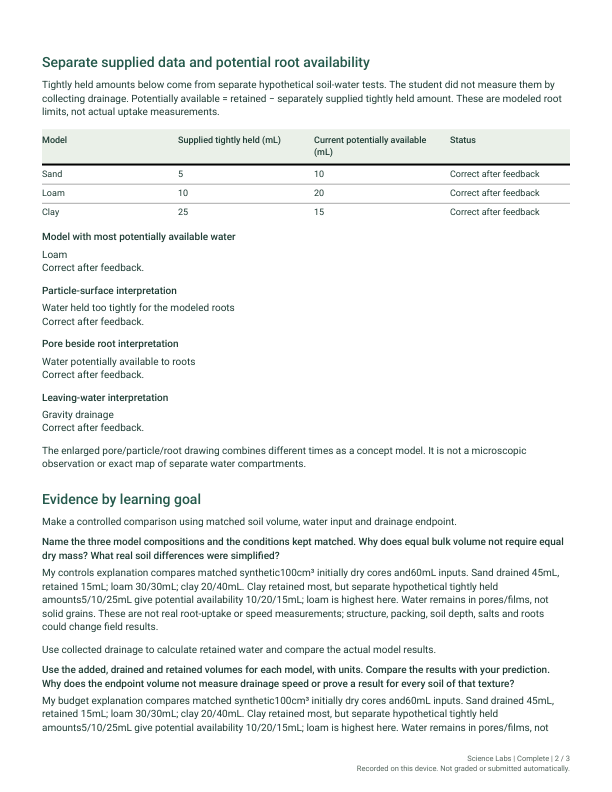 Separate supplied data and potential root availability
Tightly held amounts below come from separate hypothetical soil-water tests. The student did not measure them by
collecting drainage. Potentially available = retained − separately supplied tightly held amount. These are modeled root
limits, not actual uptake measurements.
Model Supplied tightly held (mL) Current potentially available (mL) Status
Sand 5 10 Correct after feedback
Loam 10 20 Correct after feedback
Clay 25 15 Correct after feedback
Model with most potentially available water
Loam
Correct after feedback.
Particle-surface interpretation
Water held too tightly for the modeled roots
Correct after feedback.
Pore beside root interpretation
Water potentially available to roots
Correct after feedback.
Leaving-water interpretation
Gravity drainage
Correct after feedback.
The enlarged pore/particle/root drawing combines different times as a concept model. It is not a microscopic
observation or exact map of separate water compartments.
Evidence by learning goal
Make a controlled comparison using matched soil volume, water input and drainage endpoint.
Name the three model compositions and the conditions kept matched. Why does equal bulk volume not require equal
dry mass? What real soil differences were simplified?
My controls explanation compares matched synthetic100cm³ initially dry cores and60mL inputs. Sand drained 45mL,
retained 15mL; loam 30/30mL; clay 20/40mL. Clay retained most, but separate hypothetical tightly held
amounts5/10/25mL give potential availability 10/20/15mL; loam is highest here. Water remains in pores/films, not
solid grains. These are not real root-uptake or speed measurements; structure, packing, soil depth, salts and roots
could change field results.
Use collected drainage to calculate retained water and compare the actual model results.
Use the added, drained and retained volumes for each model, with units. Compare the results with your prediction.
Why does the endpoint volume not measure drainage speed or prove a result for every soil of that texture?
My budget explanation compares matched synthetic100cm³ initially dry cores and60mL inputs. Sand drained 45mL,
retained 15mL; loam 30/30mL; clay 20/40mL. Clay retained most, but separate hypothetical tightly held
amounts5/10/25mL give potential availability 10/20/15mL; loam is highest here. Water remains in pores/films, not
Science Labs | Complete | 2 / 3
Recorded on this device. Not graded or submitted automatically.